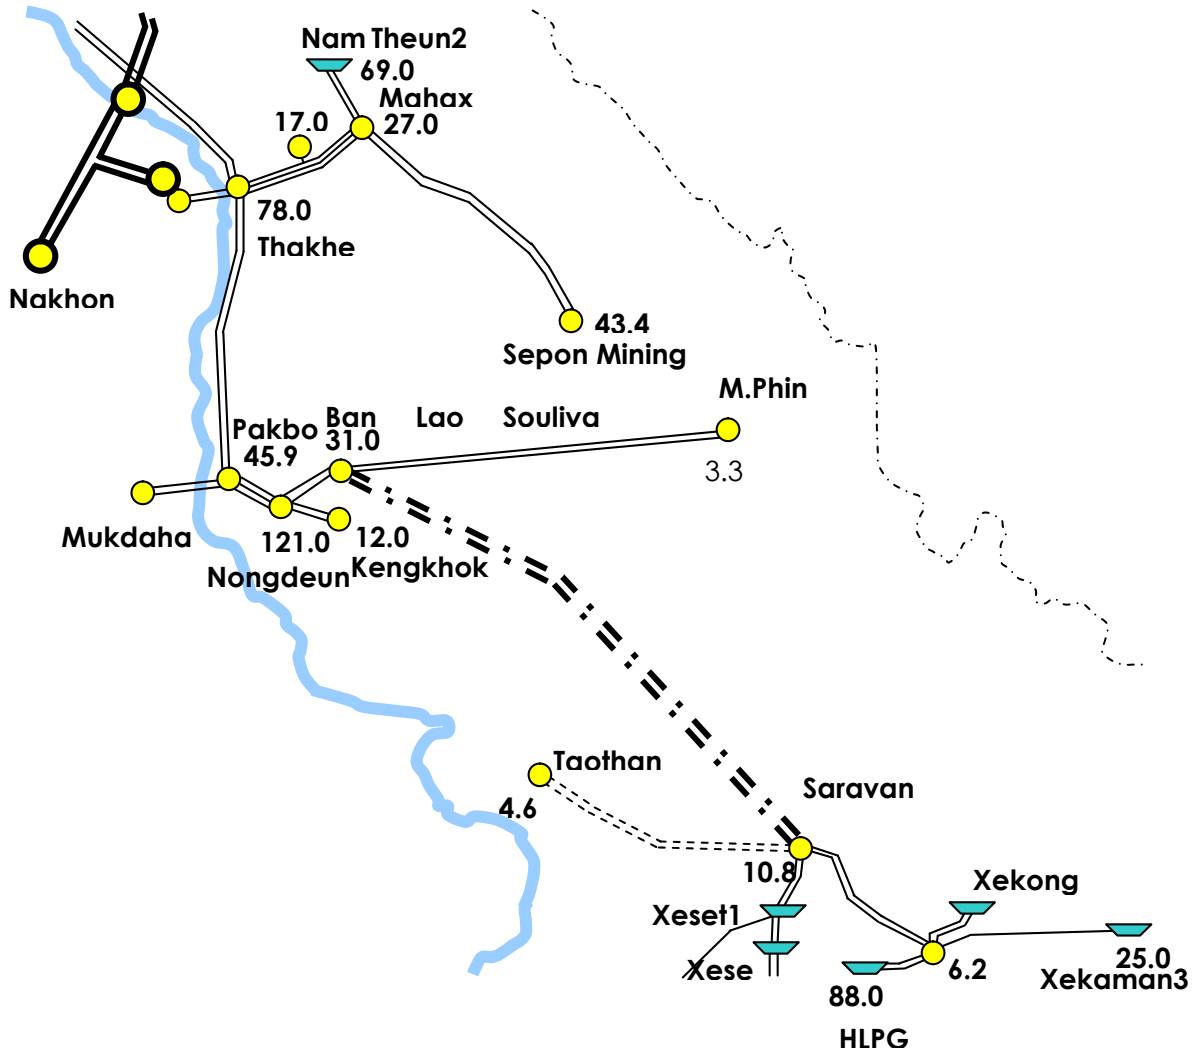 Nam Theun2
69.0
Mahax
17.0
27.0
78.0
Thakhe
Nakhon
43.4
Sepon Mining
M.Phin
Ban Lao Souliva
Pakbo
31.0
45.9
3.3
Mukdaha
121.0
12.0
Kengkhok
Nongdeun
Taothan
Saravan
4.6
10.8
Xekong
Xeset1
Xese
6.2
25.0
Xekaman3
88.0
HLPG